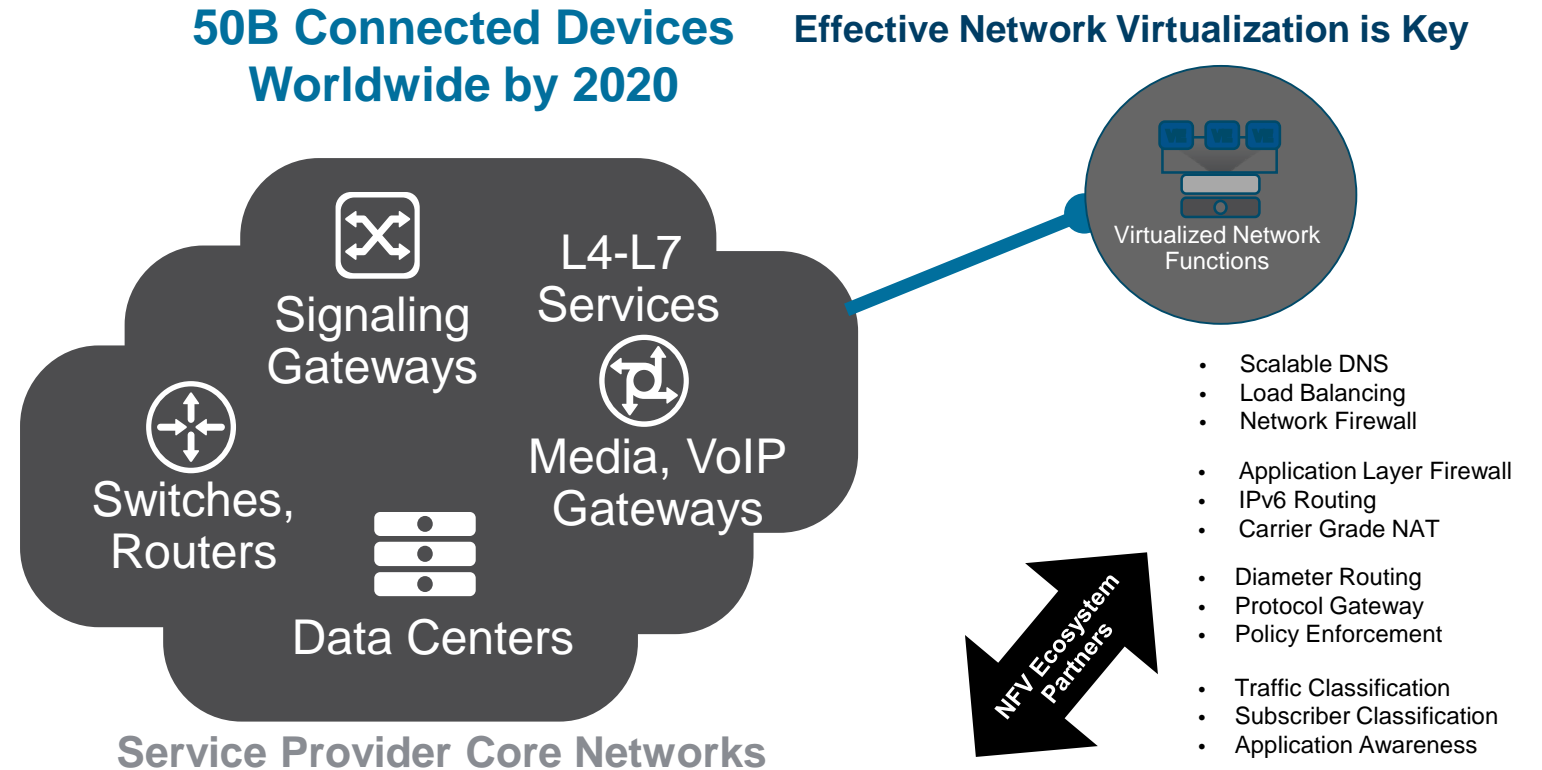 50B Connected Devices
Worldwide by 2020
Effective Network Virtualization is Key
Signaling
Gateways
L4-L7
Services
Switches,
Routers
Media, VoIP
Gateways
Data Centers
Service Provider Core Networks
Virtualized Network
Functions
• Scalable DNS
• Load Balancing
• Network Firewall
• Application Layer Firewall
• IPv6 Routing
• Carrier Grade NAT
• Diameter Routing
• Protocol Gateway
• Policy Enforcement
• Traffic Classification
• Subscriber Classification
• Application Awareness
NFV Ecosystem
Partners